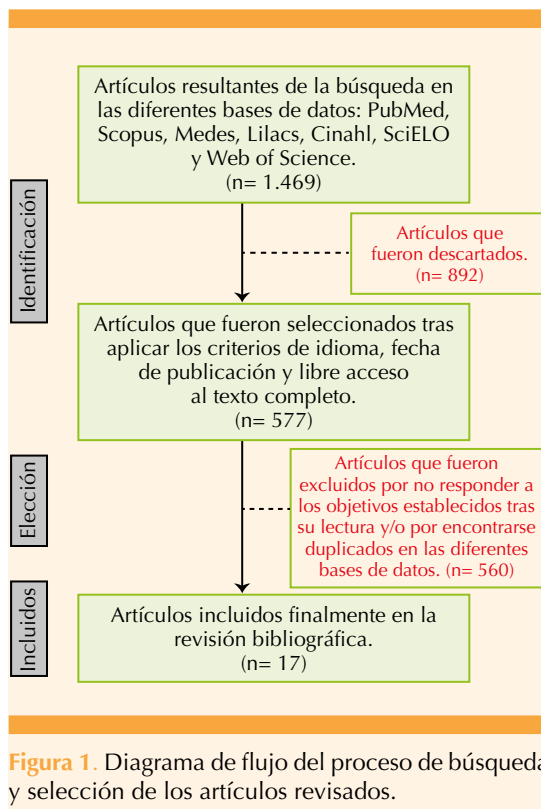 Artículos resultantes de la búsqueda en
las diferentes bases de datos: PubMed,
Scopus, Medes, Lilacs, Cinahl, SciELO
y Web of Science.
(n= 1.469)
Identificación
Artículos que
fueron descartados.
(n= 892)
Artículos que fueron seleccionados tras
aplicar los criterios de idioma, fecha
de publicación y libre acceso
al texto completo.
(n= 577)
Elección
Artículos que fueron
excluidos por no responder a
los objetivos establecidos tras
su lectura y/o por encontrarse
duplicados en las diferentes
bases de datos. (n= 560)
Incluidos
Artículos incluidos finalmente en la
revisión bibliográfica.
(n= 17)
Figura 1. Diagrama de flujo del proceso de búsqueda
y selección de los artículos revisados.